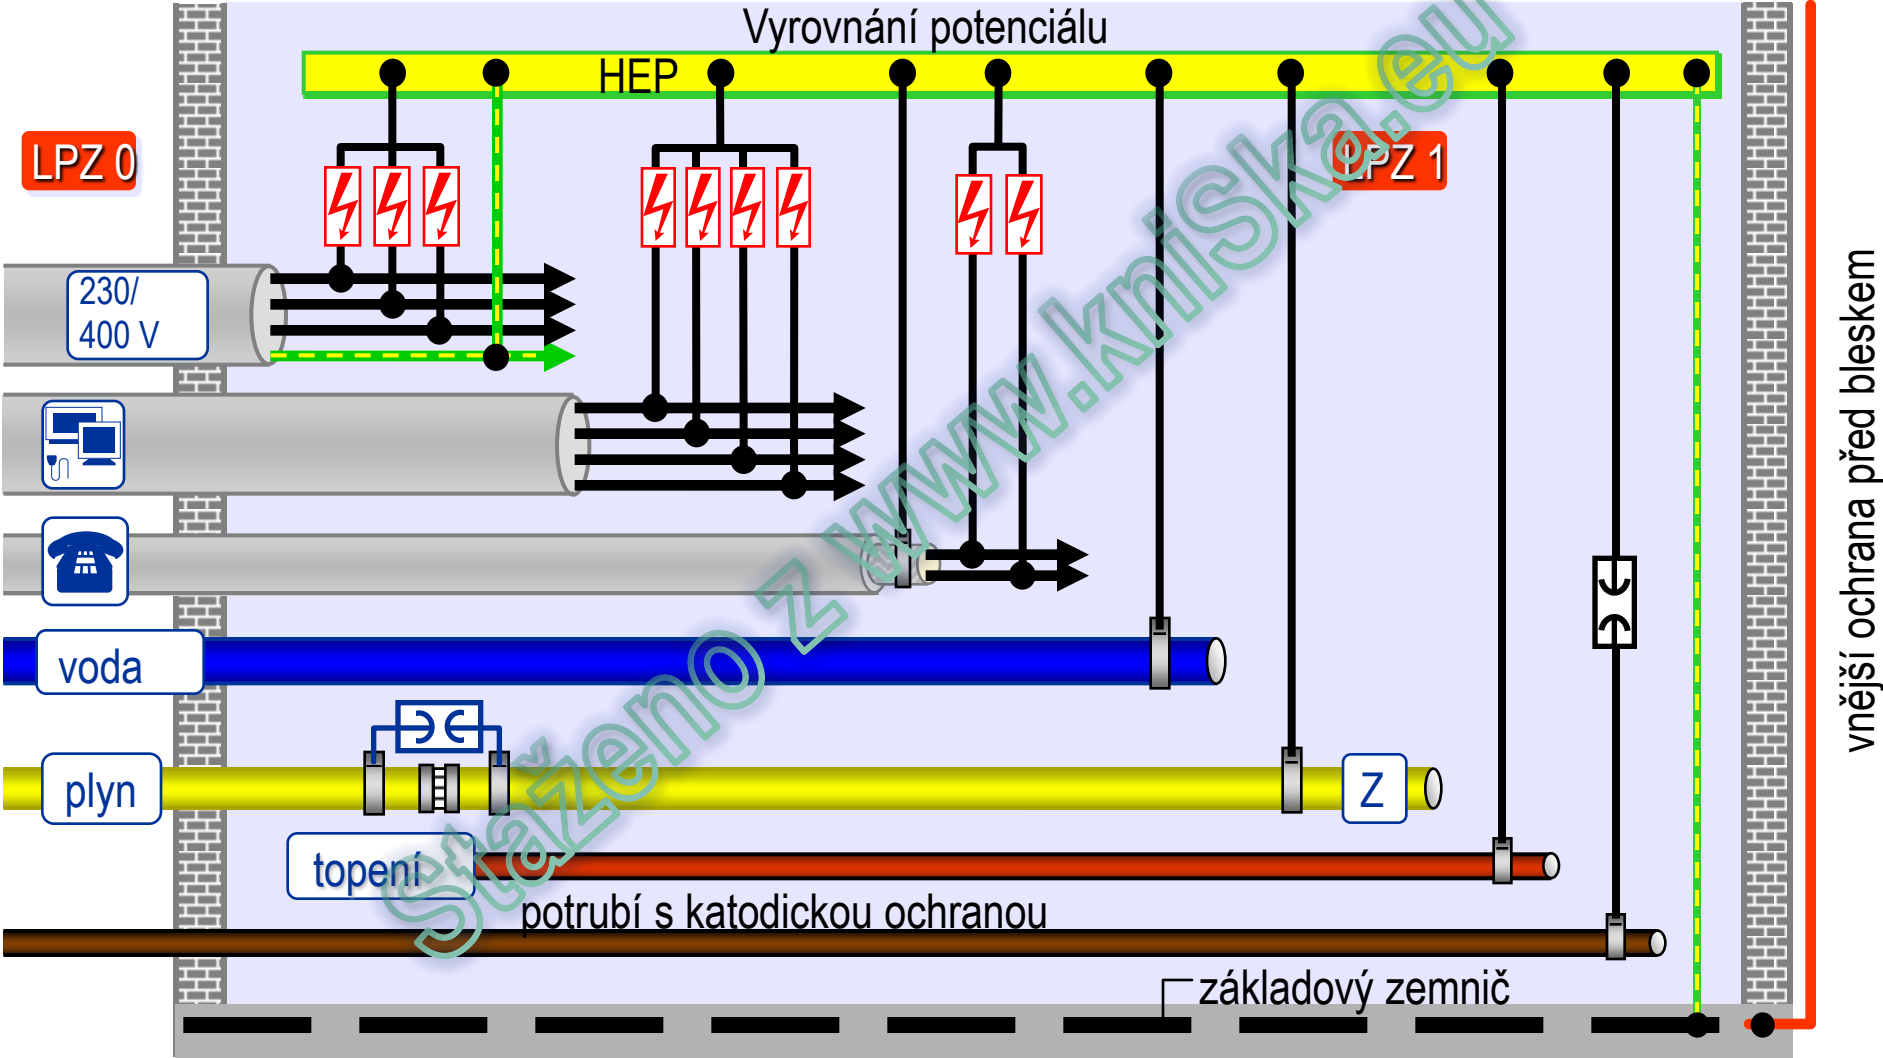 Vyrovnání potenciálu
HEP
LPZ 0
LPZ 1
230/
400 V
voda
plyn
Z
topení
potrubí s katodickou ochranou
základový zemnič
vnější ochrana před bleskem
Staženo z www.kniSka.eu